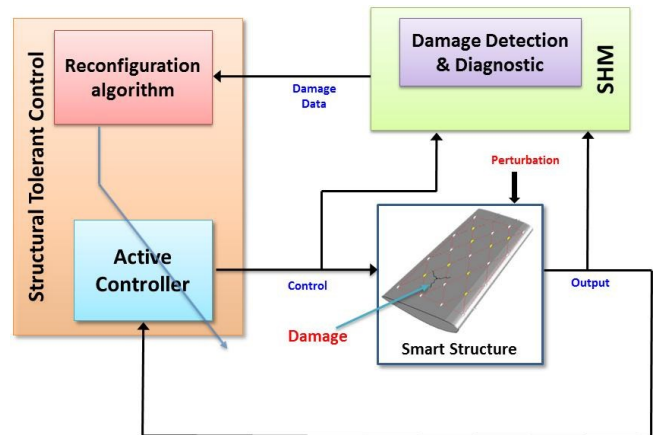 Structural Tolerant Control
Reconfiguration
algorithm
Damage Detection
& Diagnostic
SHM
Damage
Data
Perturbation
Active
Controller
Control
Output
Damage
Smart Structure